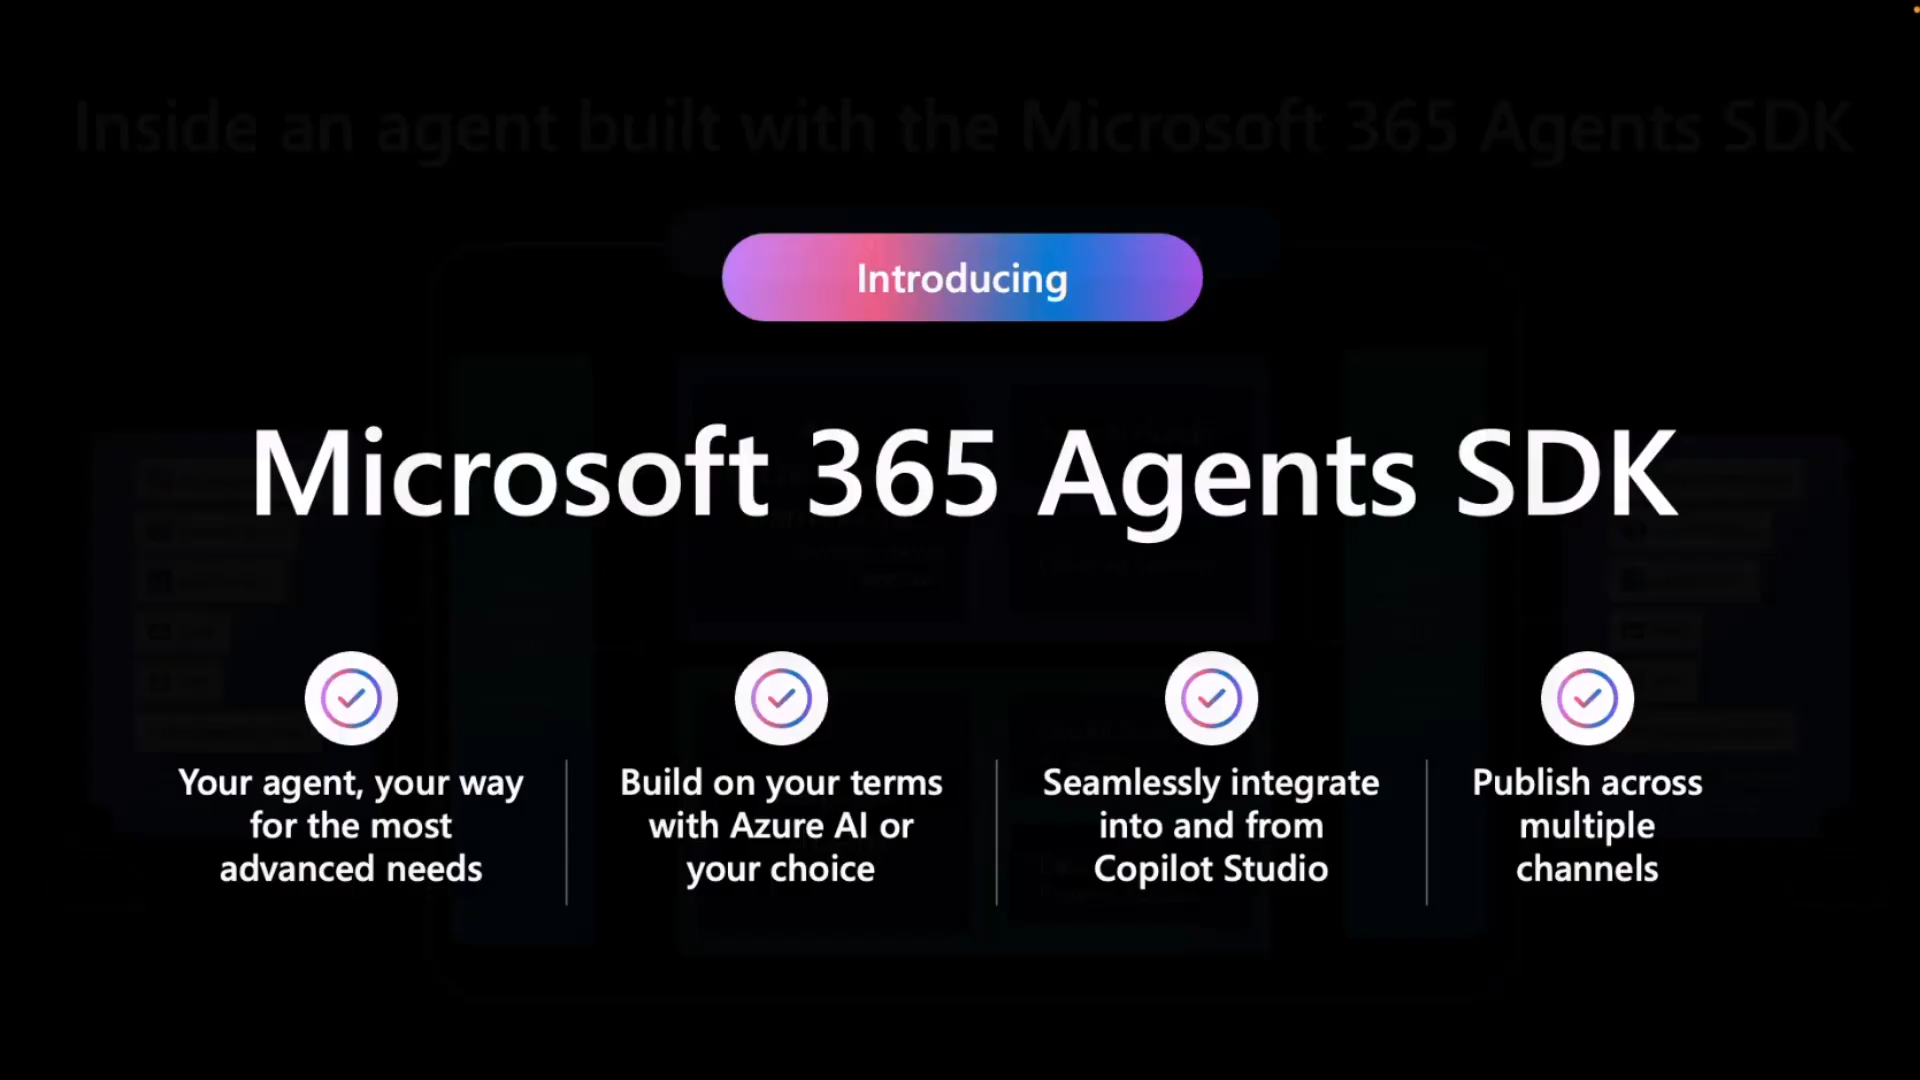 Inside an agent built with the Microsoft 365 Agents SDK
Introducing
Microsoft 365 Agents SDK
Your agent, your way
for the most
advanced needs
Build on your terms
with Azure AI or
your choice
Seamlessly integrate
into and from
Copilot Studio
Publish across
multiple
channels